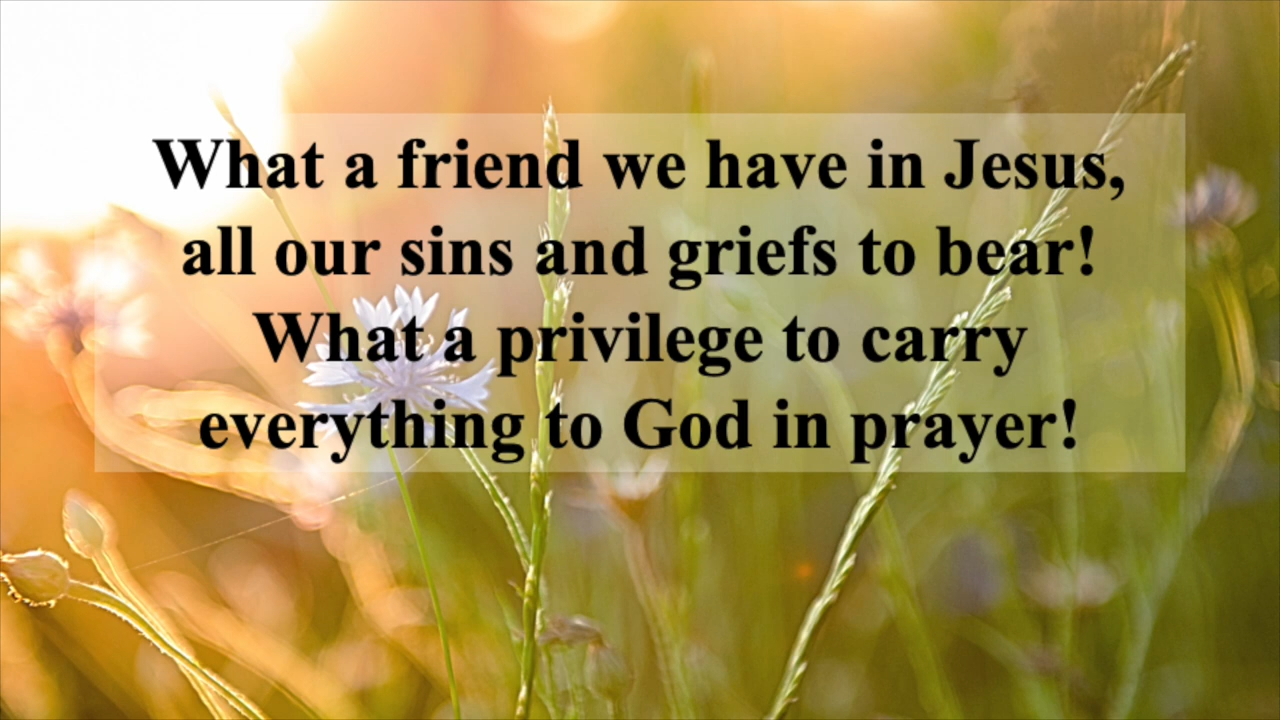 What a friend we have in Jesus,
all our sins and griefs to bear!
What a privilege to carry
everything to God in prayer!